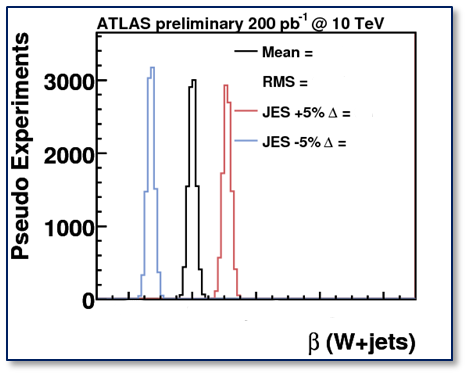 ATLAS preliminary 200 pb⁻¹ @ 10 TeV
Mean =
RMS =
JES +5% Δ =
JES -5% Δ =
Pseudo Experiments
3000
2000
1000
0
β (W+jets)